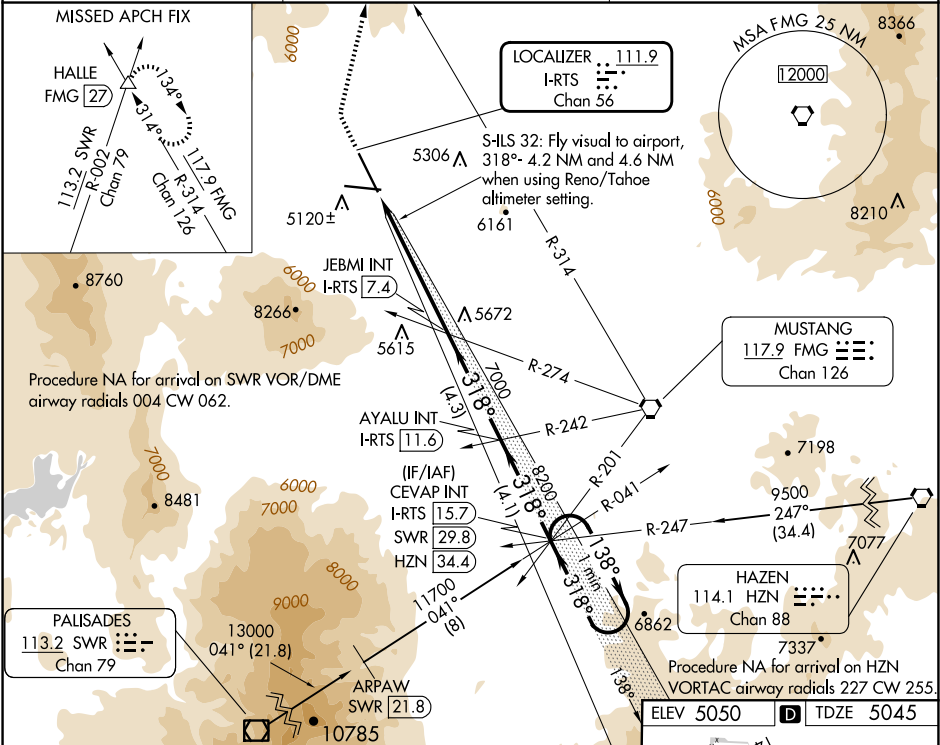 MISSED APCH FIX
HALLE
FMG 27
134°
314°
113.2 SWR
R-002
Chan 79
117.9 FMG
R-314
Chan 126
6000
LOCALIZER 111.9
I-RTS
Chan 56
MSA FMG 25 NM
12000
8366
6000
8210
5306
S-ILS 32: Fly visual to airport,
318°- 4.2 NM and 4.6 NM
when using Reno/Tahoe
altimeter setting.
5120±
6161
R-314
8760
6000
8266
7000
JEBMI INT
I-RTS 7.4
5672
5615
MUSTANG
117.9 FMG
Chan 126
Procedure NA for arrival on SWR VOR/DME
airway radials 004 CW 062.
7000
318°
(4.3)
R-274
R-242
AYALU INT
I-RTS 11.6
R-201
R-041
7198
7000
8481
6000
7000
(IF/IAF)
CEVAP INT
I-RTS 15.7
SWR 29.8
HZN 34.4
8200
318°
(4.1)
R-247
9500
247°
(34.4)
7077
138°
1 min
318°
8000
9000
11700
041°
(8)
HAZEN
114.1 HZN
Chan 88
6862
7337
PALISADES
113.2 SWR
Chan 79
13000
041° (21.8)
ARPAW
SWR 21.8
10785
138°
Procedure NA for arrival on HZN
VORTAC airway radials 227 CW 255.
ELEV 5050 D TDZE 5045